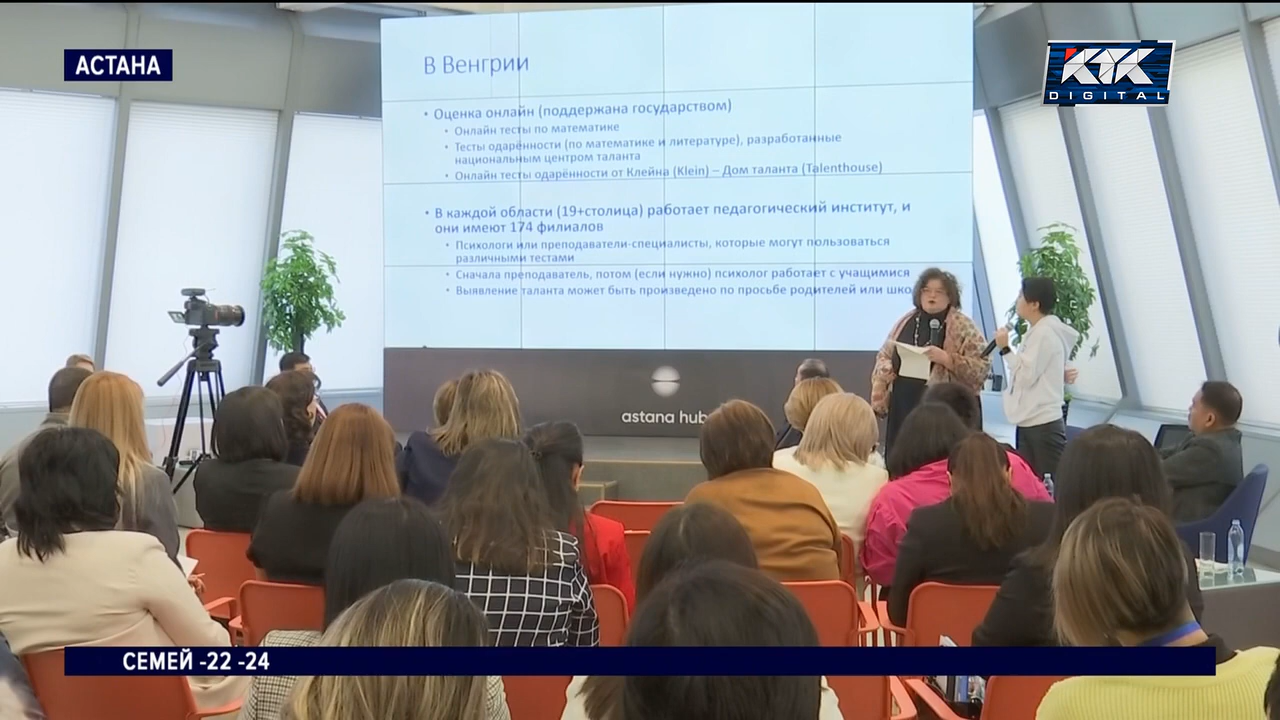 АСТАНА
КТК
DIGITAL
В Венгрии
• Оценка онлайн (поддержана государством)
• Онлайн тесты по математике
• Тесты одарённости (по математике и литературе), разработанные
национальным центром таланта
• Онлайн тесты одарённости от Клейна (Klein) – Дом таланта (Talenthouse)
• В каждой области (19+столица) работает педагогический институт, и
они имеют 174 филиалов
• Психологи или преподаватели-специалисты, которые могут пользоваться
различными тестами
• Сначала преподаватель, потом (если нужно) психолог работает с учащимися
• Выявление таланта может быть произведено по просьбе родителей или
astana hub
СЕМЕЙ -22 -24